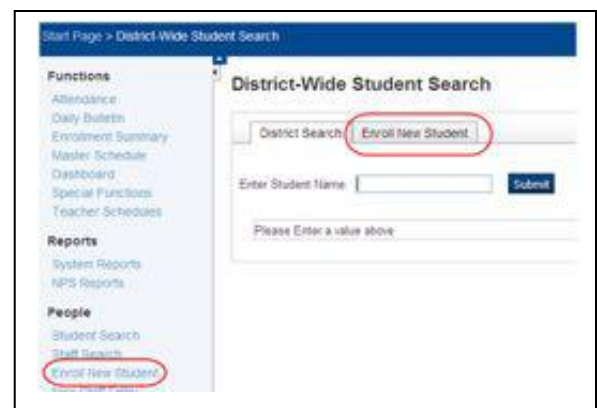 Start Page > District-Wide Student Search
Functions
Attendance
Daily Bulletin
Enrollment Summary
Master Schedule
Dashboard
Special Functions
Teacher Schedules
Reports
System Reports
NPS Reports
People
Student Search
Staff Search
Enroll New Student
District-Wide Student Search
District Search
Enroll New Student
Enter Student Name
Submit
Please Enter a value above